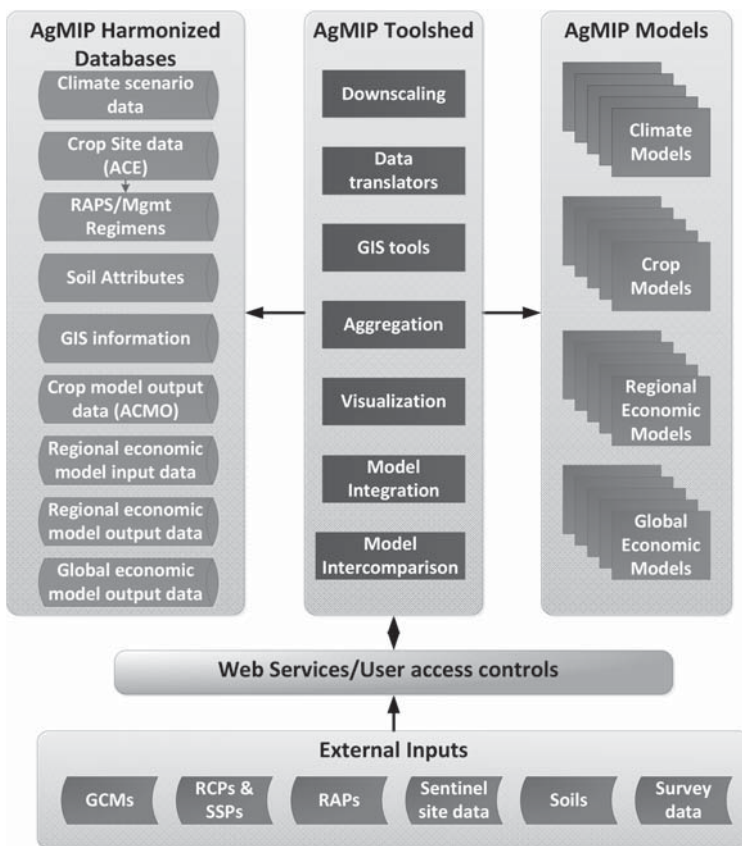 AgMIP Harmonized
Databases
Climate scenario
data
Crop Site data
(ACE)
RAPS/Mgmt
Regimens
Soil Attributes
GIS information
Crop model output
data (ACMO)
Regional economic
model input data
Regional economic
model output data
Global economic
model output data
AgMIP Toolshed
Downscaling
Data
translators
GIS tools
Aggregation
Visualization
Model
Integration
Model
Intercomparison
AgMIP Models
Climate
Models
Crop
Models
Regional
Economic
Models
Global
Economic
Models
Web Services/User access controls
External Inputs
GCMs
RCPs &
SSPs
RAPs
Sentinel
site data
Soils
Survey
data